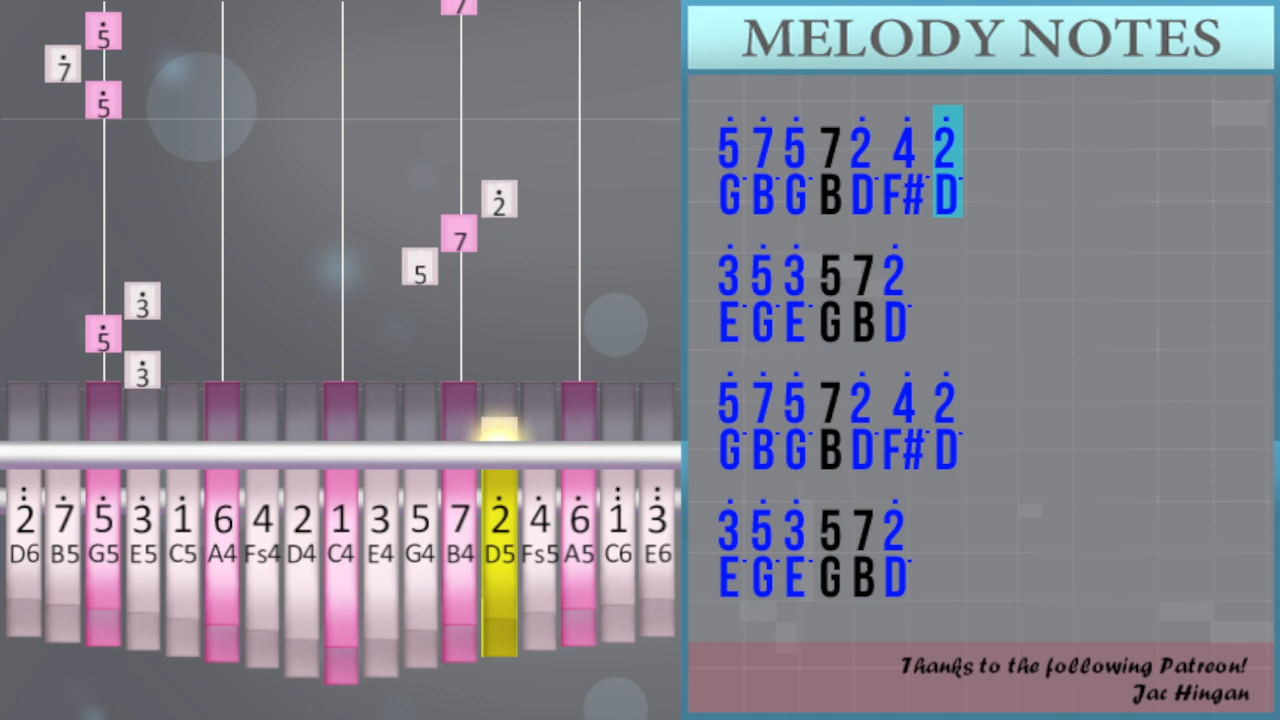 7
5̇
7̇
5̇
2̇
7
5
3̇
5̇
3̇
2̈ 7̇ 5̇ 3̇ 1̇ 6 4 2 1 3 5 7 2̇ 4̇ 6̇ 1̈ 3̈
D6 B5 G5 E5 C5 A4 Fs4 D4 C4 E4 G4 B4 D5 Fs5 A5 C6 E6
MELODY NOTES
5̇ 7̇ 5̇ 7 2̇ 4̇ 2̇
G B G B D F# D
3̇ 5̇ 3̇ 5 7 2̇
E G E G B D
5̇ 7̇ 5̇ 7 2̇ 4̇ 2̇
G B G B D F# D
3̇ 5̇ 3̇ 5 7 2̇
E G E G B D
Thanks to the following Patreon!
Jac Hingan